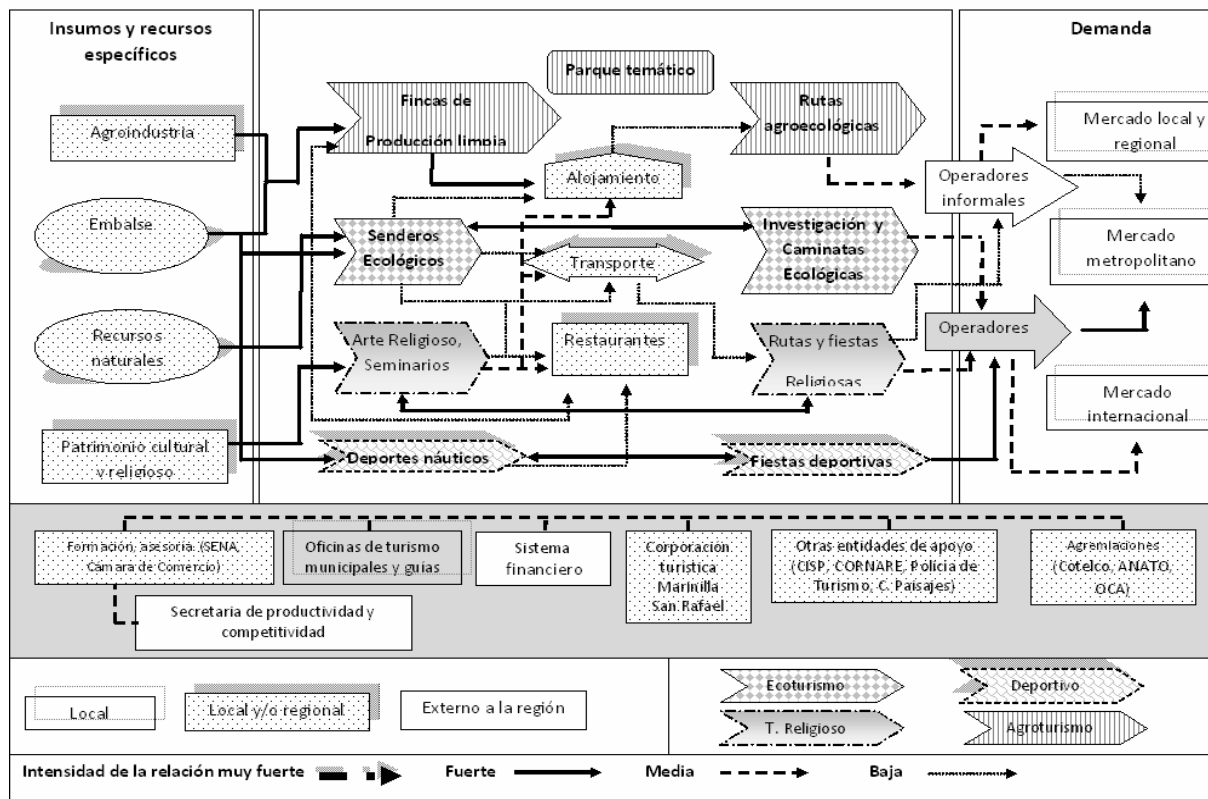 Insumos y recursos
específicos
Agroindustria
Embalse
Recursos
naturales
Patrimonio cultural
y religioso
Parque temático
Fincas de
Producción limpia
Rutas
agroecológicas
Alojamiento
Senderos
Ecológicos
Investigación y
Caminatas
Ecológicas
Transporte
Arte Religioso,
Seminarios
Restaurantes
Rutas y fiestas
Religiosas
Deportes náuticos
Fiestas deportivas
Demanda
Mercado local y
regional
Operadores
informales
Mercado
metropolitano
Operadores
Mercado
internacional
Formación, asesoría. (SENA,
Cámara de Comercio)
Oficinas de turismo
municipales y guías
Sistema
financiero
Corporación
turística
Marinilla
San Rafael
Otras entidades de apoyo
(CISP, CORNARE, Policía de
Turismo, C. Paisajes)
Agremiaciones
(Cotelco, ANATO,
OCA)
Secretaria de productividad y
competitividad
Local
Local y/o regional
Externo a la región
Ecoturismo
Deportivo
T. Religioso
Agroturismo
Intensidad de la relación muy fuerte
Fuerte
Media
Baja